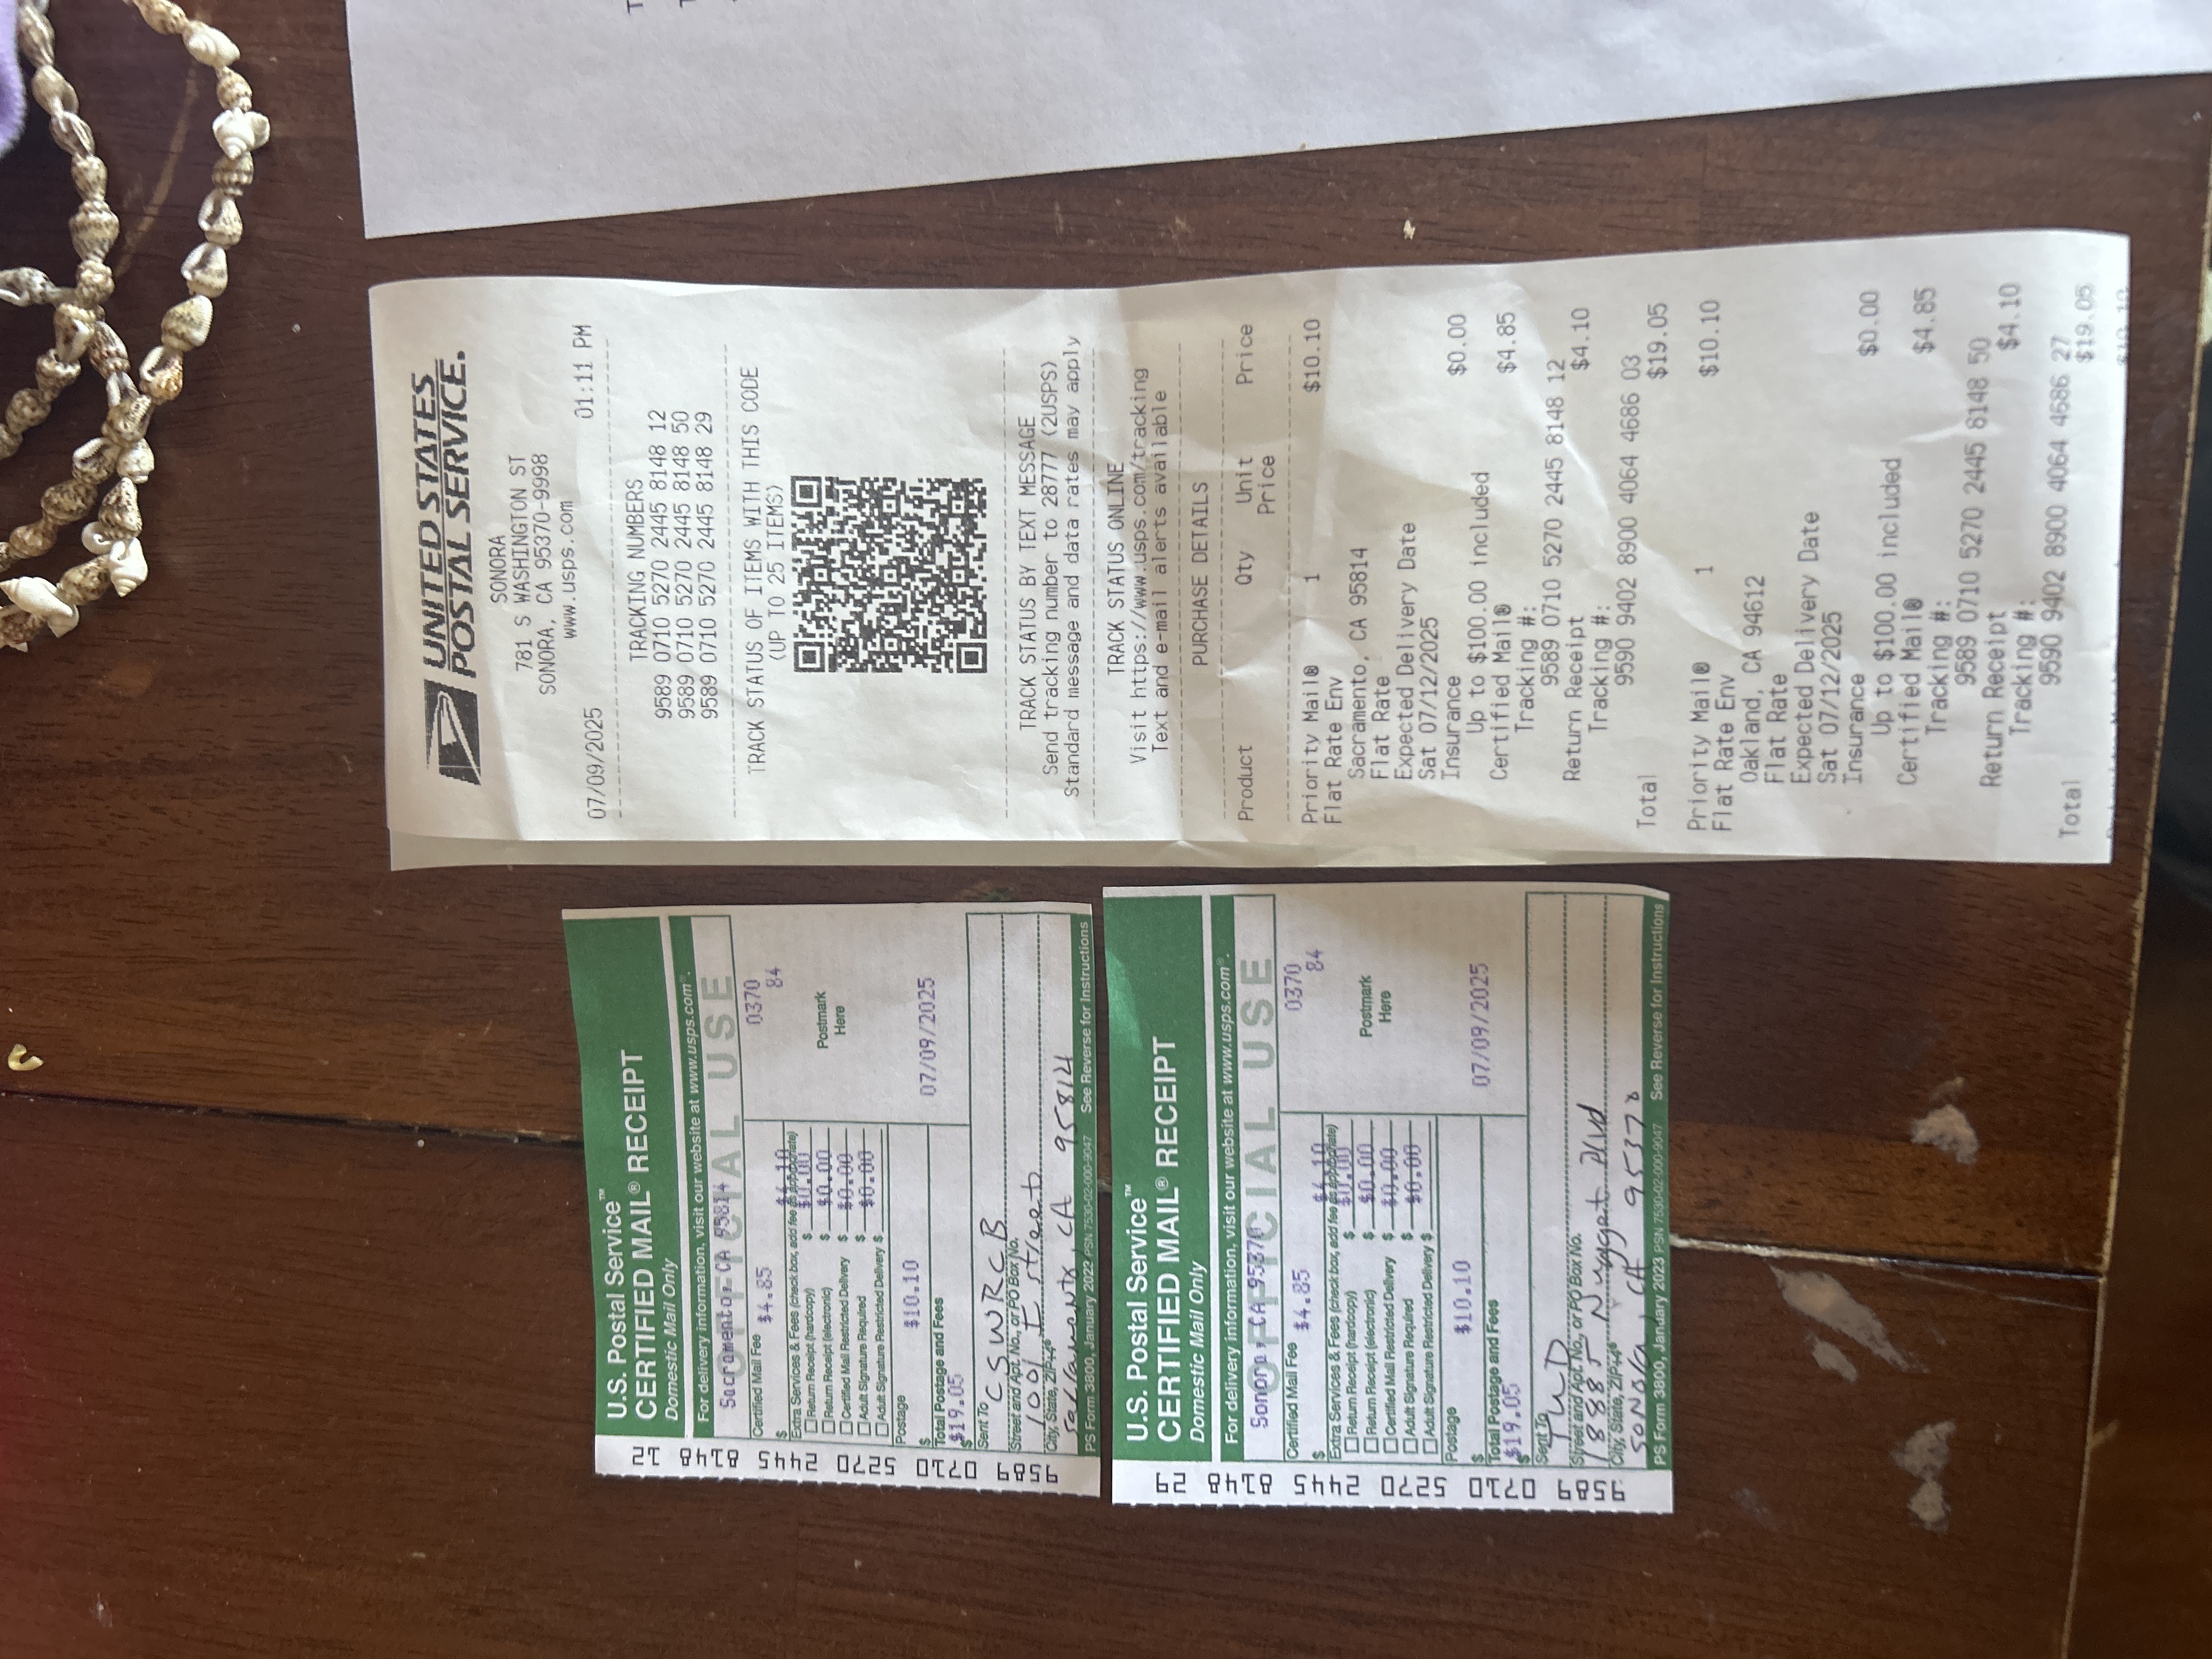 U.S. Postal Service™
CERTIFIED MAIL® RECEIPT
Domestic Mail Only
For delivery information, visit our website at www.usps.com®.
OFFICIAL USE
Sacramento, CA 95814
Certified Mail Fee $4.85
$
$4.10
0370
84
Extra Services & Fees (check box, add fee as appropriate)
Return Receipt (hardcopy) $ $0.00
Return Receipt (electronic) $ $0.00
Certified Mail Restricted Delivery $ $0.00
Adult Signature Required $ $0.00
Adult Signature Restricted Delivery $
Postmark
Here
Postage
$ $10.10
07/09/2025
Total Postage and Fees
$ $19.05
Sent To CSWRCB
Street and Apt. No., or PO Box No.
1001 I street
City, State, ZIP+4®
Sacramento, CA 95814
PS Form 3800, January 2023 PSN 7530-02-000-9047 See Reverse for Instructions
9589 0710 5270 2445 8148 12
U.S. Postal Service™
CERTIFIED MAIL® RECEIPT
Domestic Mail Only
For delivery information, visit our website at www.usps.com®.
OFFICIAL USE
Sonora, CA 95370
Certified Mail Fee $4.85
$
$4.10
0370
84
Extra Services & Fees (check box, add fee as appropriate)
Return Receipt (hardcopy) $ $0.00
Return Receipt (electronic) $ $0.00
Certified Mail Restricted Delivery $ $0.00
Adult Signature Required $ $0.00
Adult Signature Restricted Delivery $
Postmark
Here
Postage
$ $10.10
07/09/2025
Total Postage and Fees
$ $19.05
Sent To TUD
Street and Apt. No., or PO Box No.
18885 Nugget Blvd
City, State, ZIP+4®
Sonora, CA 95370
PS Form 3800, January 2023 PSN 7530-02-000-9047 See Reverse for Instructions
9589 0710 5270 2445 8148 29
UNITED STATES
POSTAL SERVICE.
SONORA
781 S WASHINGTON ST
SONORA, CA 95370-9998
www.usps.com
07/09/2025 01:11 PM
TRACKING NUMBERS
9589 0710 5270 2445 8148 12
9589 0710 5270 2445 8148 50
9589 0710 5270 2445 8148 29
TRACK STATUS OF ITEMS WITH THIS CODE
(UP TO 25 ITEMS)
TRACK STATUS BY TEXT MESSAGE
Send tracking number to 28777 (2USPS)
Standard message and data rates may apply
TRACK STATUS ONLINE
Visit https://www.usps.com/tracking
Text and e-mail alerts available
PURCHASE DETAILS
Product Qty Unit Price
Price
Priority Mail® 1 $10.10
Flat Rate Env
Sacramento, CA 95814
Flat Rate
Expected Delivery Date
Sat 07/12/2025
Insurance $0.00
Up to $100.00 included
Certified Mail® $4.85
Tracking #:
9589 0710 5270 2445 8148 12
Return Receipt $4.10
Tracking #:
9590 9402 8900 4064 4686 03
Total $19.05
Priority Mail® 1 $10.10
Flat Rate Env
Oakland, CA 94612
Flat Rate
Expected Delivery Date
Sat 07/12/2025
Insurance $0.00
Up to $100.00 included
Certified Mail® $4.85
Tracking #:
9589 0710 5270 2445 8148 50
Return Receipt $4.10
Tracking #:
9590 9402 8900 4064 4686 27
Total $19.05